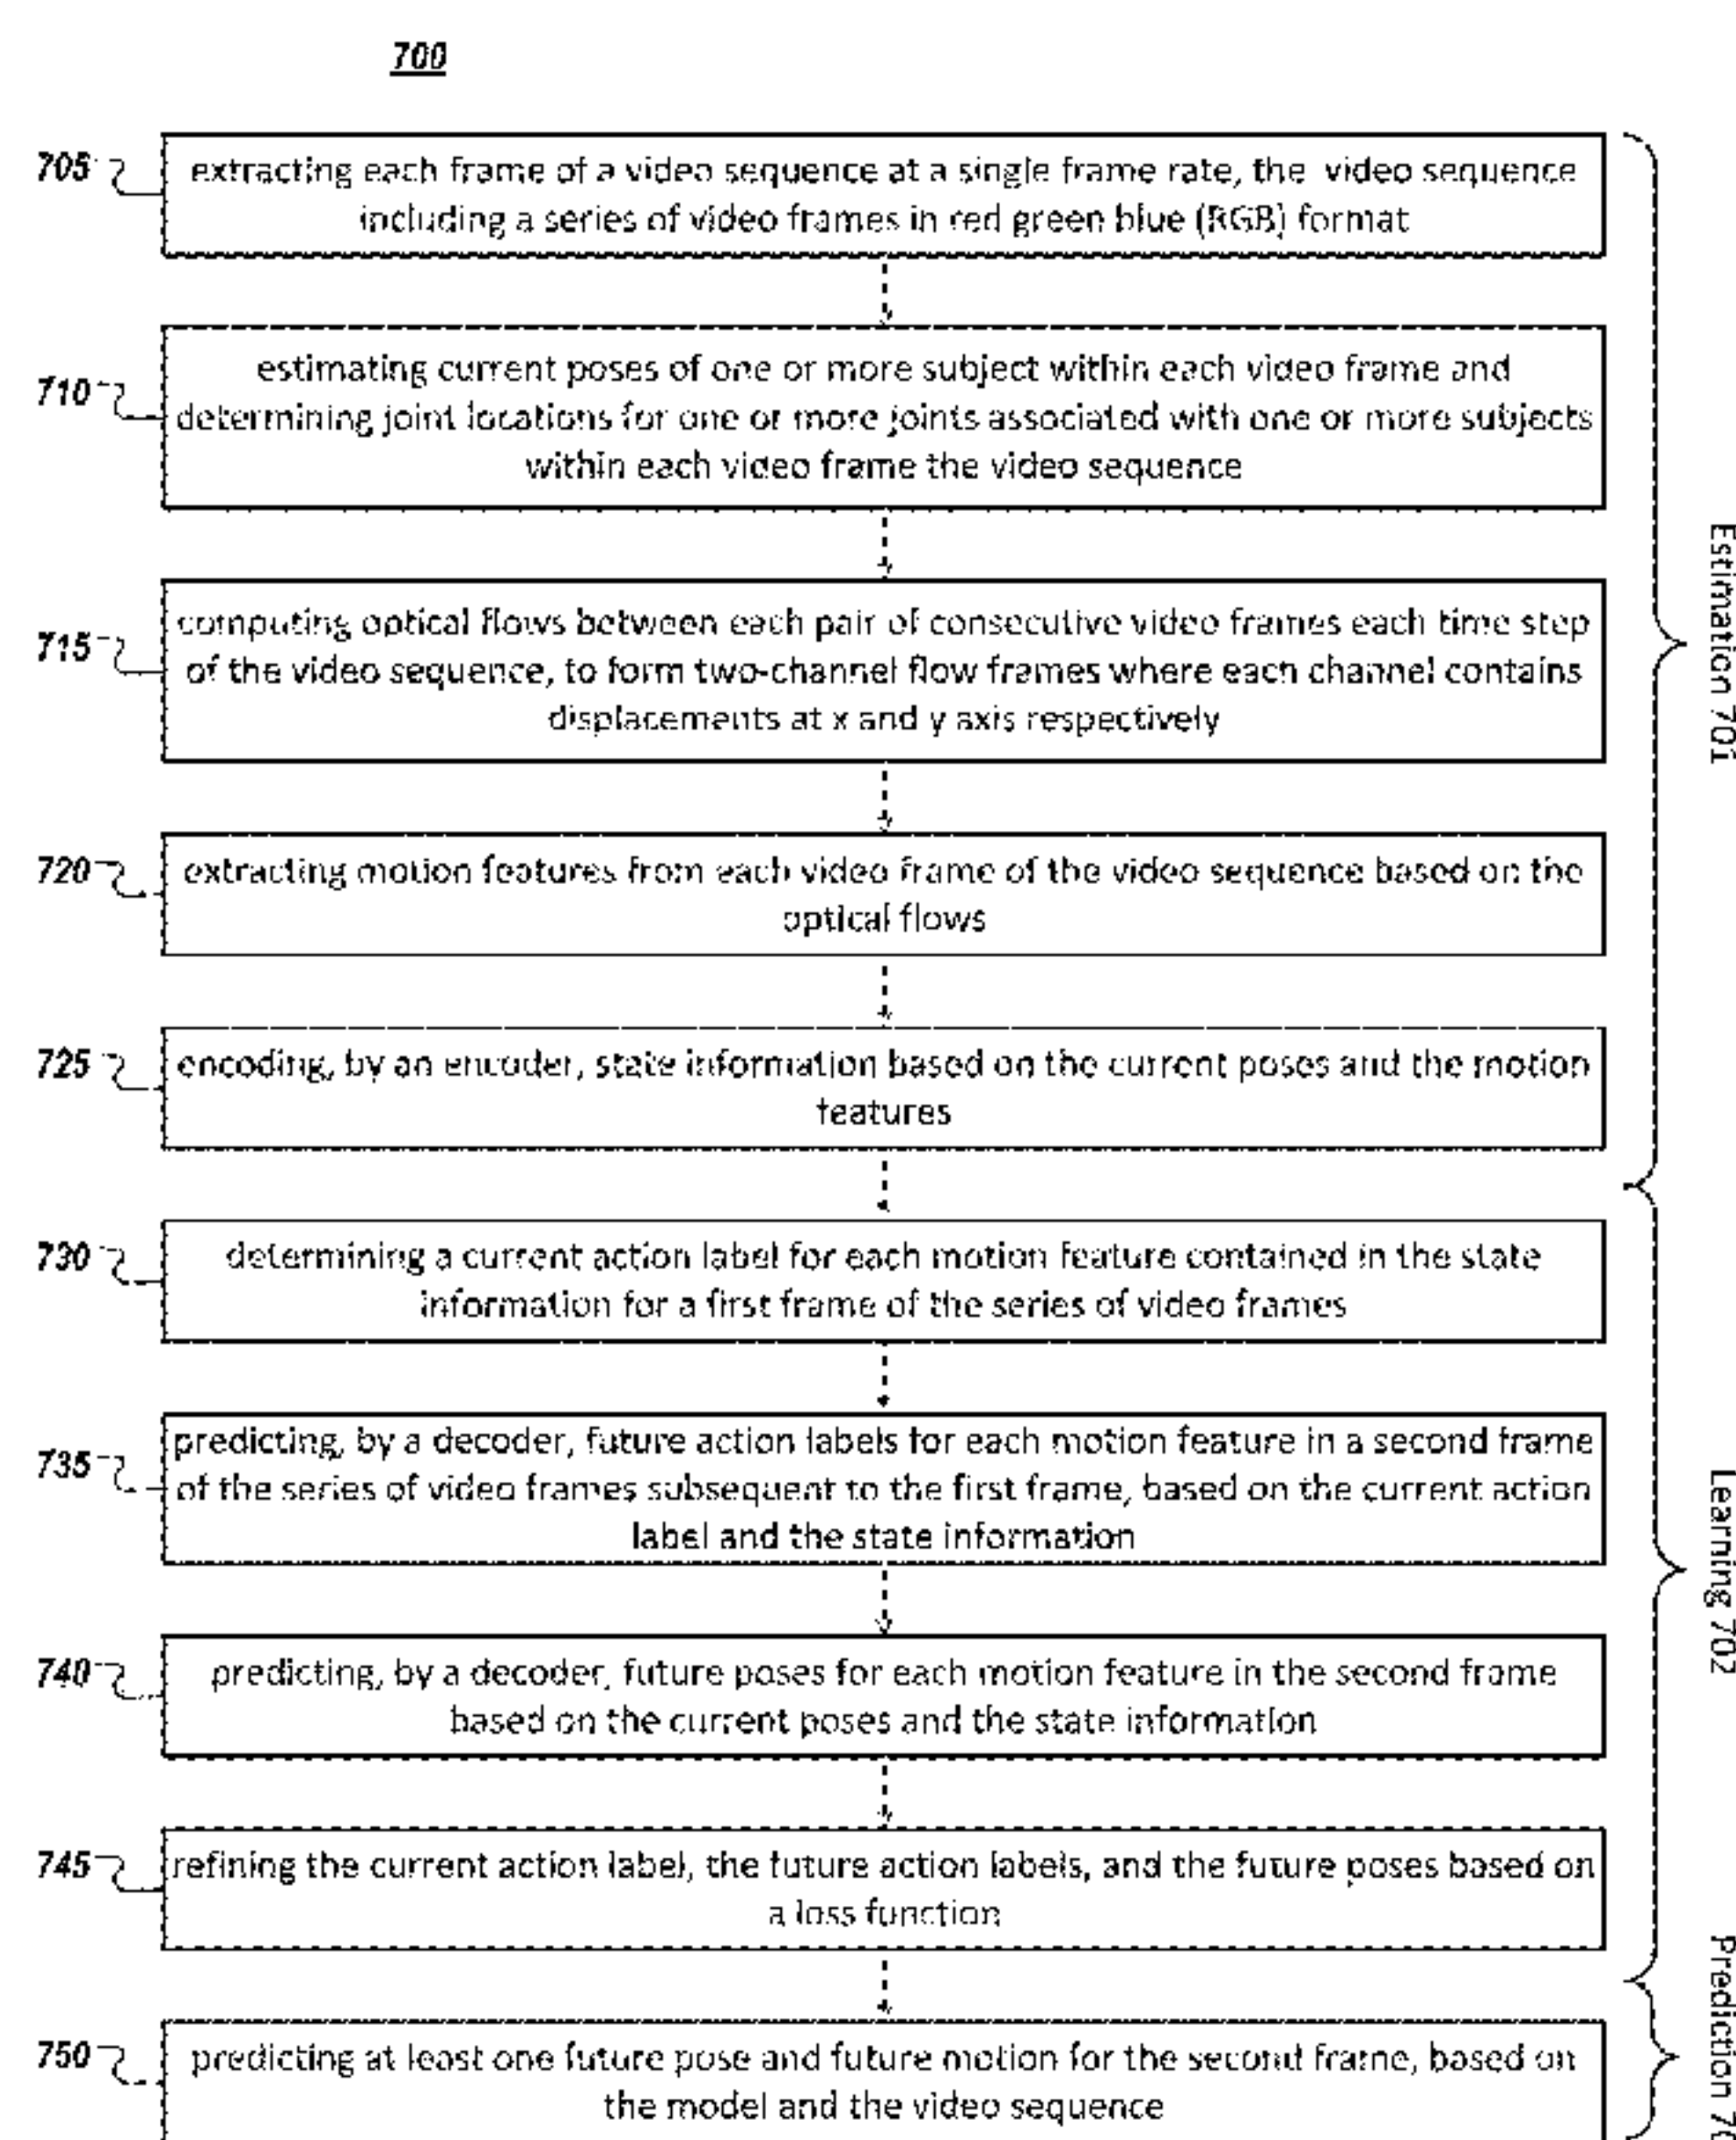 700
705
extracting each frame of a video sequence at a single frame rate, the video sequence
including a series of video frames in red green blue (RGB) format
710
estimating current poses of one or more subject within each video frame and
determining joint locations for one or more joints associated with one or more subjects
within each video frame the video sequence
715
computing optical flows between each pair of consecutive video frames each time step
of the video sequence, to form two-channel flow frames where each channel contains
displacements at x and y axis respectively
720
extracting motion features from each video frame of the video sequence based on the
optical flows
725
encoding, by an encoder, state information based on the current poses and the motion
features
Estimation 701
730
determining a current action label for each motion feature contained in the state
information for a first frame of the series of video frames
735
predicting, by a decoder, future action labels for each motion feature in a second frame
of the series of video frames subsequent to the first frame, based on the current action
label and the state information
740
predicting, by a decoder, future poses for each motion feature in the second frame
based on the current poses and the state information
745
refining the current action label, the future action labels, and the future poses based on
a loss function
Learning 702
750
predicting at least one future pose and future motion for the second frame, based on
the model and the video sequence
Prediction